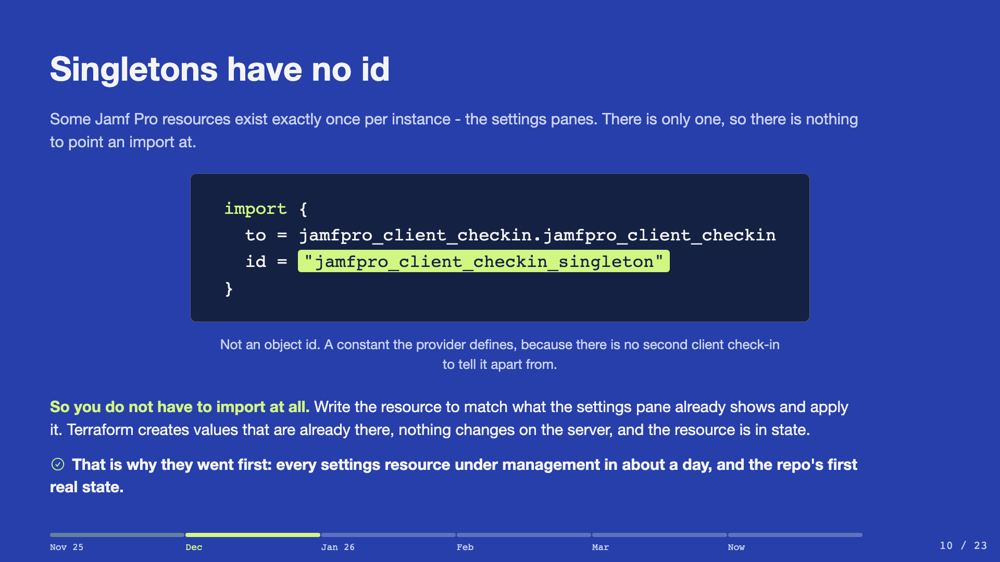 Singletons have no id
Some Jamf Pro resources exist exactly once per instance - the settings panes. There is only one, so there is nothing
to point an import at.
import {
  to = jamfpro_client_checkin.jamfpro_client_checkin
  id = "jamfpro_client_checkin_singleton"
}
Not an object id. A constant the provider defines, because there is no second client check-in
to tell it apart from.
So you do not have to import at all. Write the resource to match what the settings pane already shows and apply
it. Terraform creates values that are already there, nothing changes on the server, and the resource is in state.
That is why they went first: every settings resource under management in about a day, and the repo's first
real state.
Nov 25 Dec Jan 26 Feb Mar Now
10 / 23